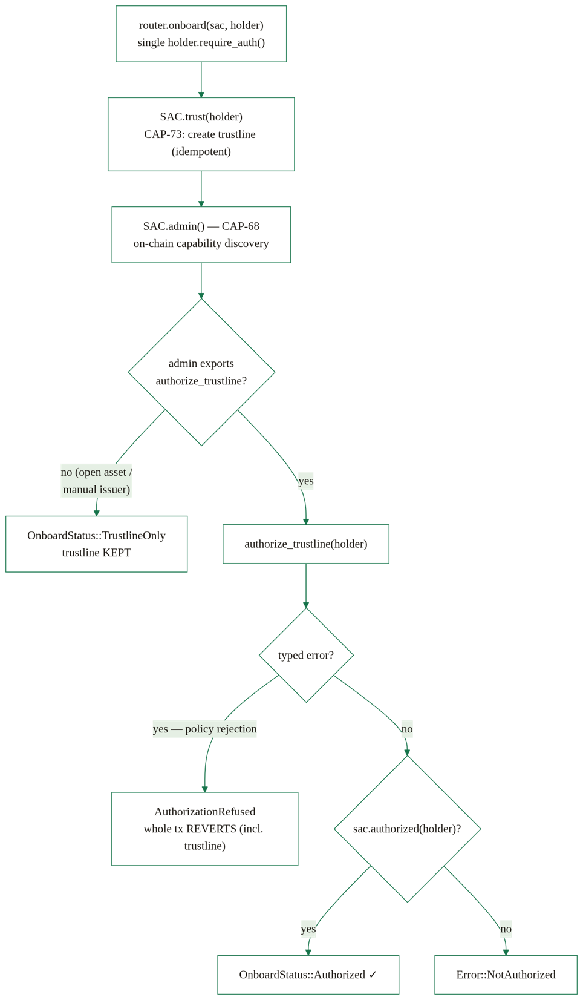 router.onboard(sac, holder)
single holder.require_auth()
SAC.trust(holder)
CAP-73: create trustline
(idempotent)
SAC.admin() — CAP-68
on-chain capability discovery
admin exports
authorize_trustline?
no (open asset /
manual issuer)
yes
OnboardStatus::TrustlineOnly
trustline KEPT
authorize_trustline(holder)
typed error?
yes — policy rejection
no
AuthorizationRefused
whole tx REVERTS (incl.
trustline)
sac.authorized(holder)?
yes
no
OnboardStatus::Authorized ✓
Error::NotAuthorized